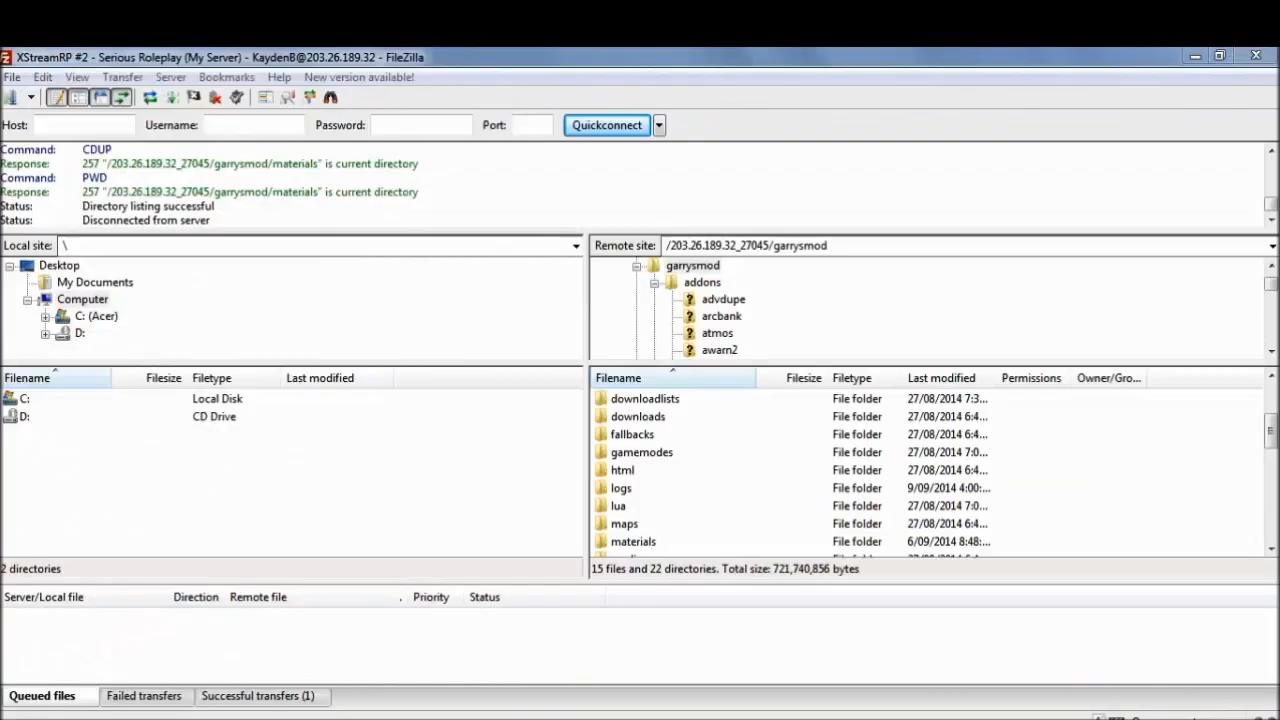 XStreamRP #2 - Serious Roleplay (My Server) - KaydenB@203.26.189.32 - FileZilla
File Edit View Transfer Server Bookmarks Help New version available!
Host: Username: Password: Port: Quickconnect
Command: CDUP
Response: 257 "/203.26.189.32_27045/garrysmod/materials" is current directory
Command: PWD
Response: 257 "/203.26.189.32_27045/garrysmod/materials" is current directory
Status: Directory listing successful
Status: Disconnected from server
Local site: \
Desktop
My Documents
Computer
C: (Acer)
D:
Remote site: /203.26.189.32_27045/garrysmod
garrysmod
addons
advdupe
arcbank
atmos
awarn2
Filename Filesize Filetype Last modified
C: Local Disk
D: CD Drive
2 directories
Filename Filesize Filetype Last modified Permissions Owner/Gro...
downloadlists File folder 27/08/2014 7:3...
downloads File folder 27/08/2014 6:4...
fallbacks File folder 27/08/2014 6:4...
gamemodes File folder 27/08/2014 7:0...
html File folder 27/08/2014 6:4...
logs File folder 9/09/2014 4:00:...
lua File folder 27/08/2014 7:0...
maps File folder 27/08/2014 6:4...
materials File folder 6/09/2014 8:48:...
15 files and 22 directories. Total size: 721,740,856 bytes
Server/Local file Direction Remote file . Priority Status
Queued files Failed transfers Successful transfers (1)